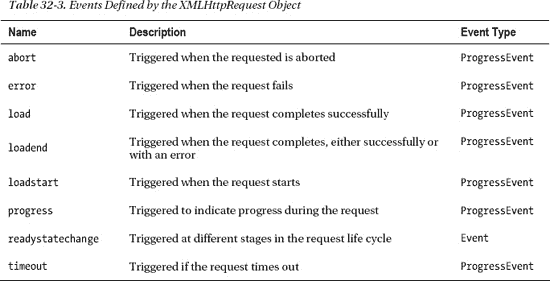 Table 32-3. Events Defined by the XMLHttpRequest Object
Name Description Event Type
abort Triggered when the requested is aborted ProgressEvent
error Triggered when the request fails ProgressEvent
load Triggered when the request completes successfully ProgressEvent
loadend Triggered when the request completes, either successfully or ProgressEvent
with an error
loadstart Triggered when the request starts ProgressEvent
progress Triggered to indicate progress during the request ProgressEvent
readystatechange Triggered at different stages in the request life cycle Event
timeout Triggered if the request times out ProgressEvent